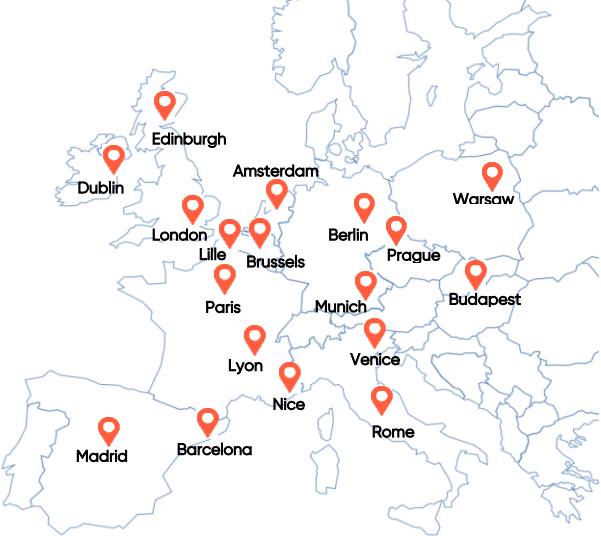 Edinburgh
Amsterdam
Dublin
Warsaw
London
Berlin
Lille
Prague
Brussels
Budapest
Paris
Munich
Venice
Lyon
Nice
Rome
Barcelona
Madrid